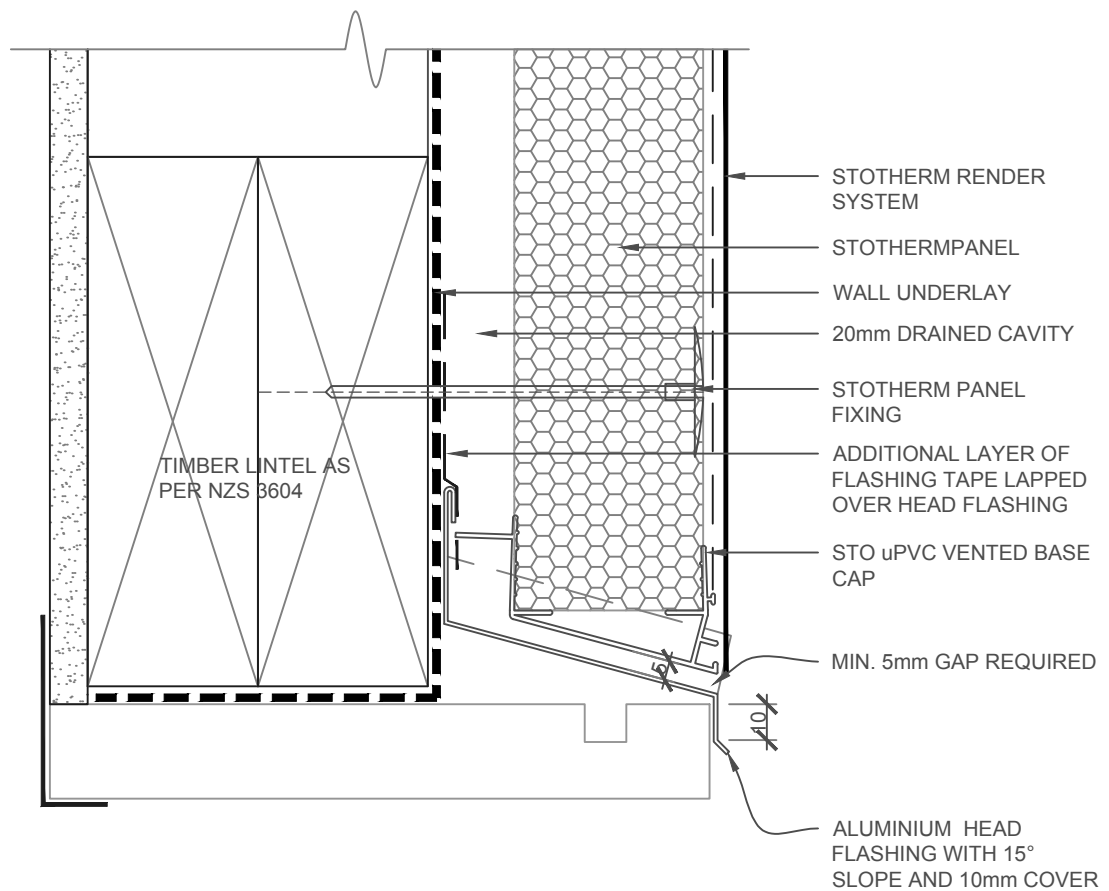 STOTHERM RENDER
SYSTEM
STOTHERMPANEL
WALL UNDERLAY
20mm DRAINED CAVITY
STOTHERM PANEL
FIXING
TIMBER LINTEL AS
PER NZS 3604
ADDITIONAL LAYER OF
FLASHING TAPE LAPPED
OVER HEAD FLASHING
STO uPVC VENTED BASE
CAP
MIN. 5mm GAP REQUIRED
5
10
ALUMINIUM HEAD
FLASHING WITH 15°
SLOPE AND 10mm COVER